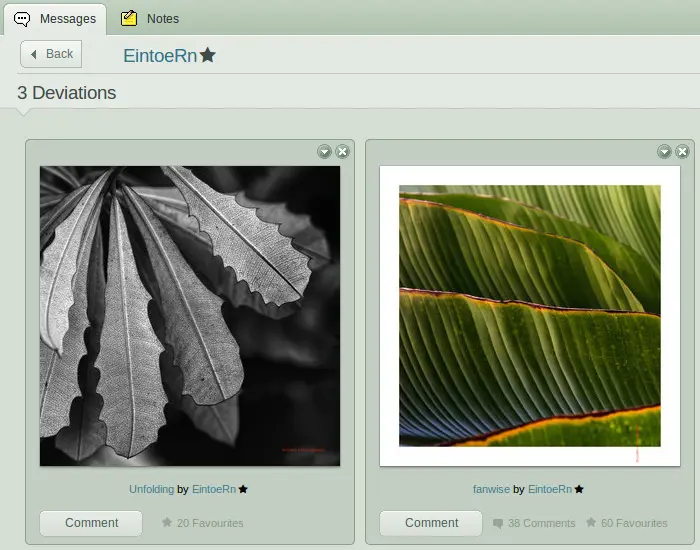 Messages Notes
Back EintoeRn
3 Deviations
Unfolding by EintoeRn fanwise by EintoeRn
Comment 20 Favourites Comment 38 Comments 60 Favourites